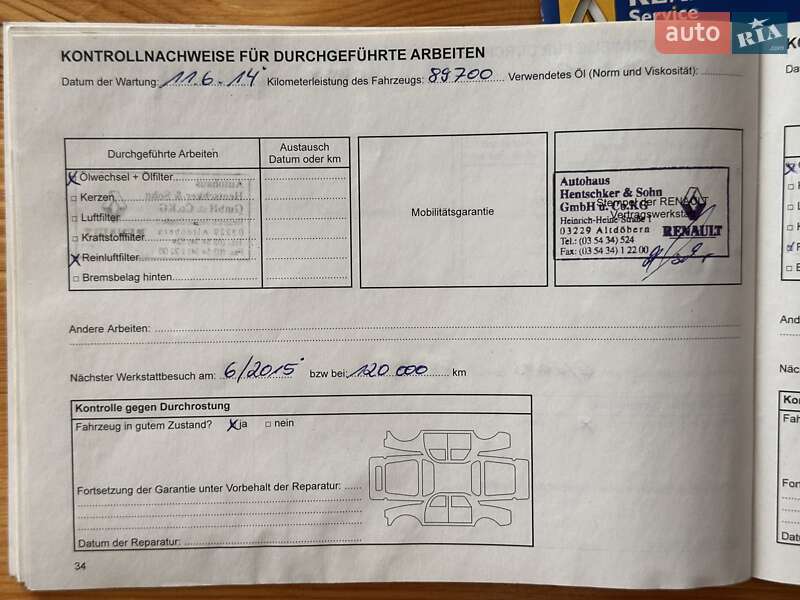 Service
auto RIA
.com
KONTROLLNACHWEISE FÜR DURCHGEFÜHRTE ARBEITEN
Datum der Wartung: 11.6.14 Kilometerleistung des Fahrzeugs: 89700 Verwendetes Öl (Norm und Viskosität):
Durchgeführte Arbeiten
Austausch
Datum oder km
x Ölwechsel + Ölfilter
□ Kerzen
□ Luftfilter
□ Kraftstofffilter
x Reinluftfilter
□ Bremsbelag hinten
Mobilitätsgarantie
Stempel der RENAULT
Vertragswerkstatt
Autohaus
Hentschker & Sohn
GmbH u. Co.KG
Heinrich-Heine-Straße 1
03229 Altdöbern
Tel.: (03 54 34) 524
Fax: (03 54 34) 1 22 00
RENAULT
Andere Arbeiten:
Nächster Werkstattbesuch am: 6/2015 bzw bei: 120 000 km
Kontrolle gegen Durchrostung
Fahrzeug in gutem Zustand? x ja □ nein
Fortsetzung der Garantie unter Vorbehalt der Reparatur:
Datum der Reparatur:
34